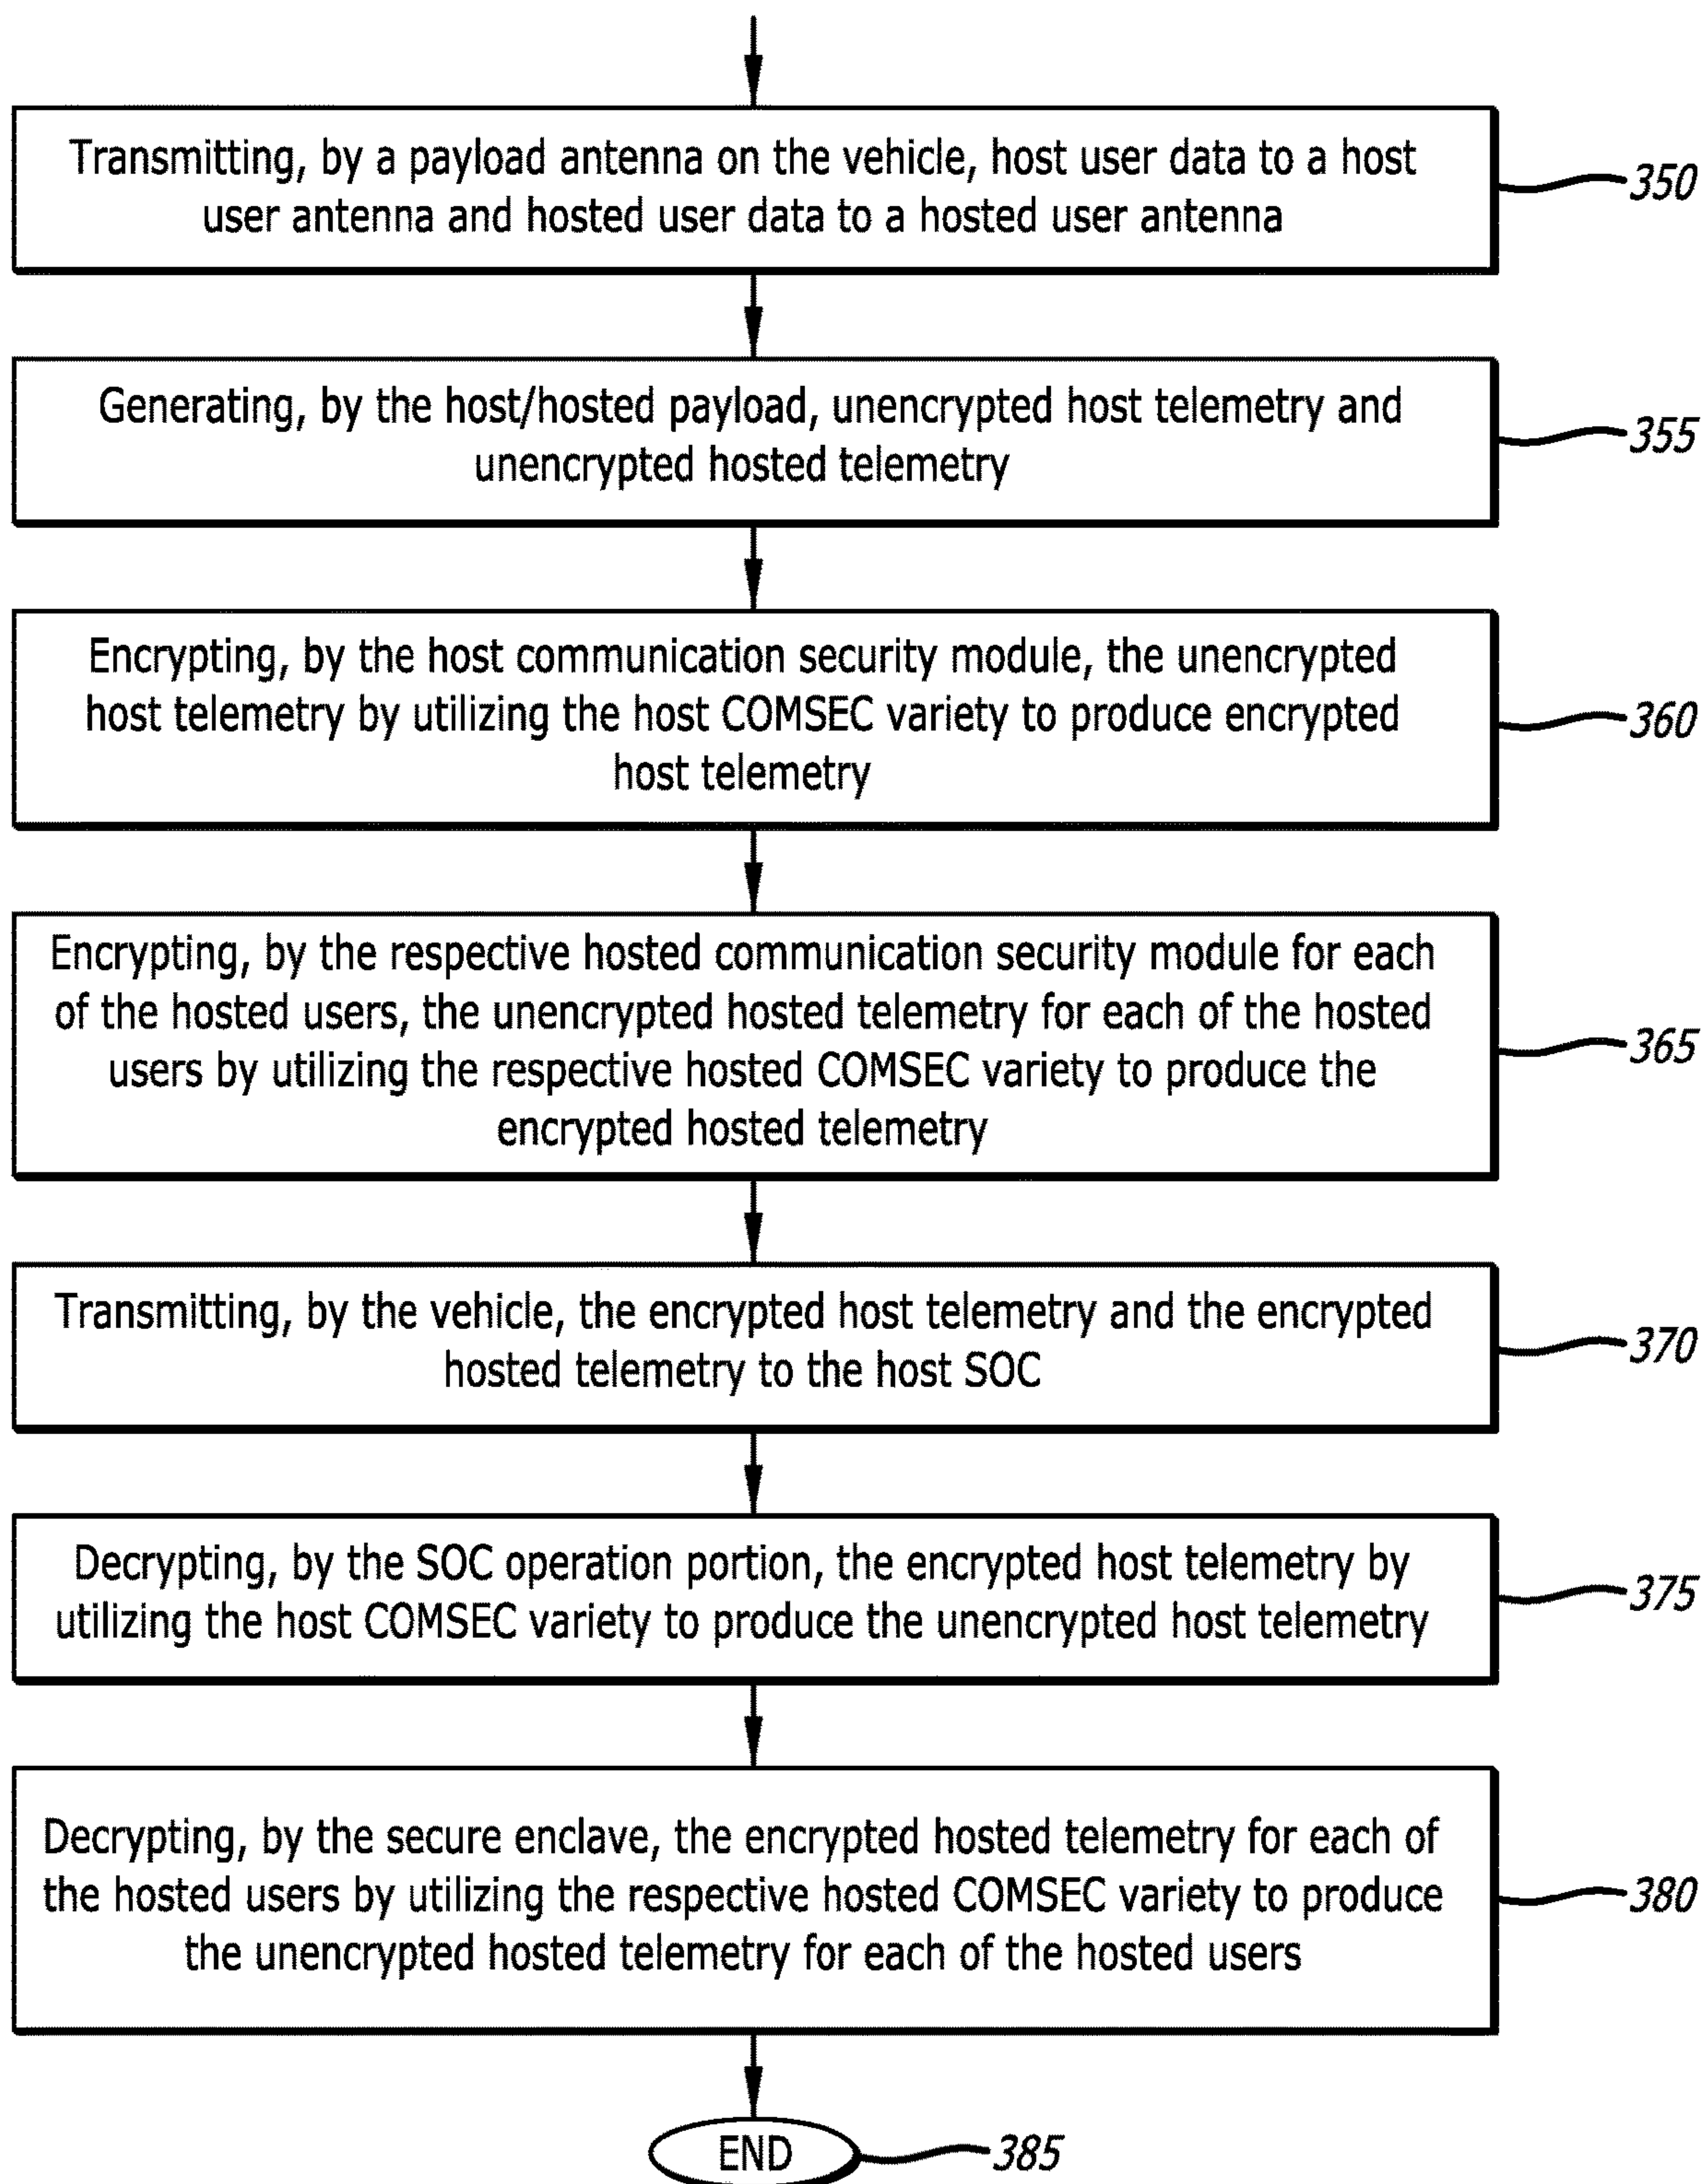 Transmitting, by a payload antenna on the vehicle, host user data to a host
user antenna and hosted user data to a hosted user antenna
350
Generating, by the host/hosted payload, unencrypted host telemetry and
unencrypted hosted telemetry
355
Encrypting, by the host communication security module, the unencrypted
host telemetry by utilizing the host COMSEC variety to produce encrypted
host telemetry
360
Encrypting, by the respective hosted communication security module for each
of the hosted users, the unencrypted hosted telemetry for each of the hosted
users by utilizing the respective hosted COMSEC variety to produce the
encrypted hosted telemetry
365
Transmitting, by the vehicle, the encrypted host telemetry and the encrypted
hosted telemetry to the host SOC
370
Decrypting, by the SOC operation portion, the encrypted host telemetry by
utilizing the host COMSEC variety to produce the unencrypted host telemetry
375
Decrypting, by the secure enclave, the encrypted hosted telemetry for each of
the hosted users by utilizing the respective hosted COMSEC variety to produce
the unencrypted hosted telemetry for each of the hosted users
380
END
385